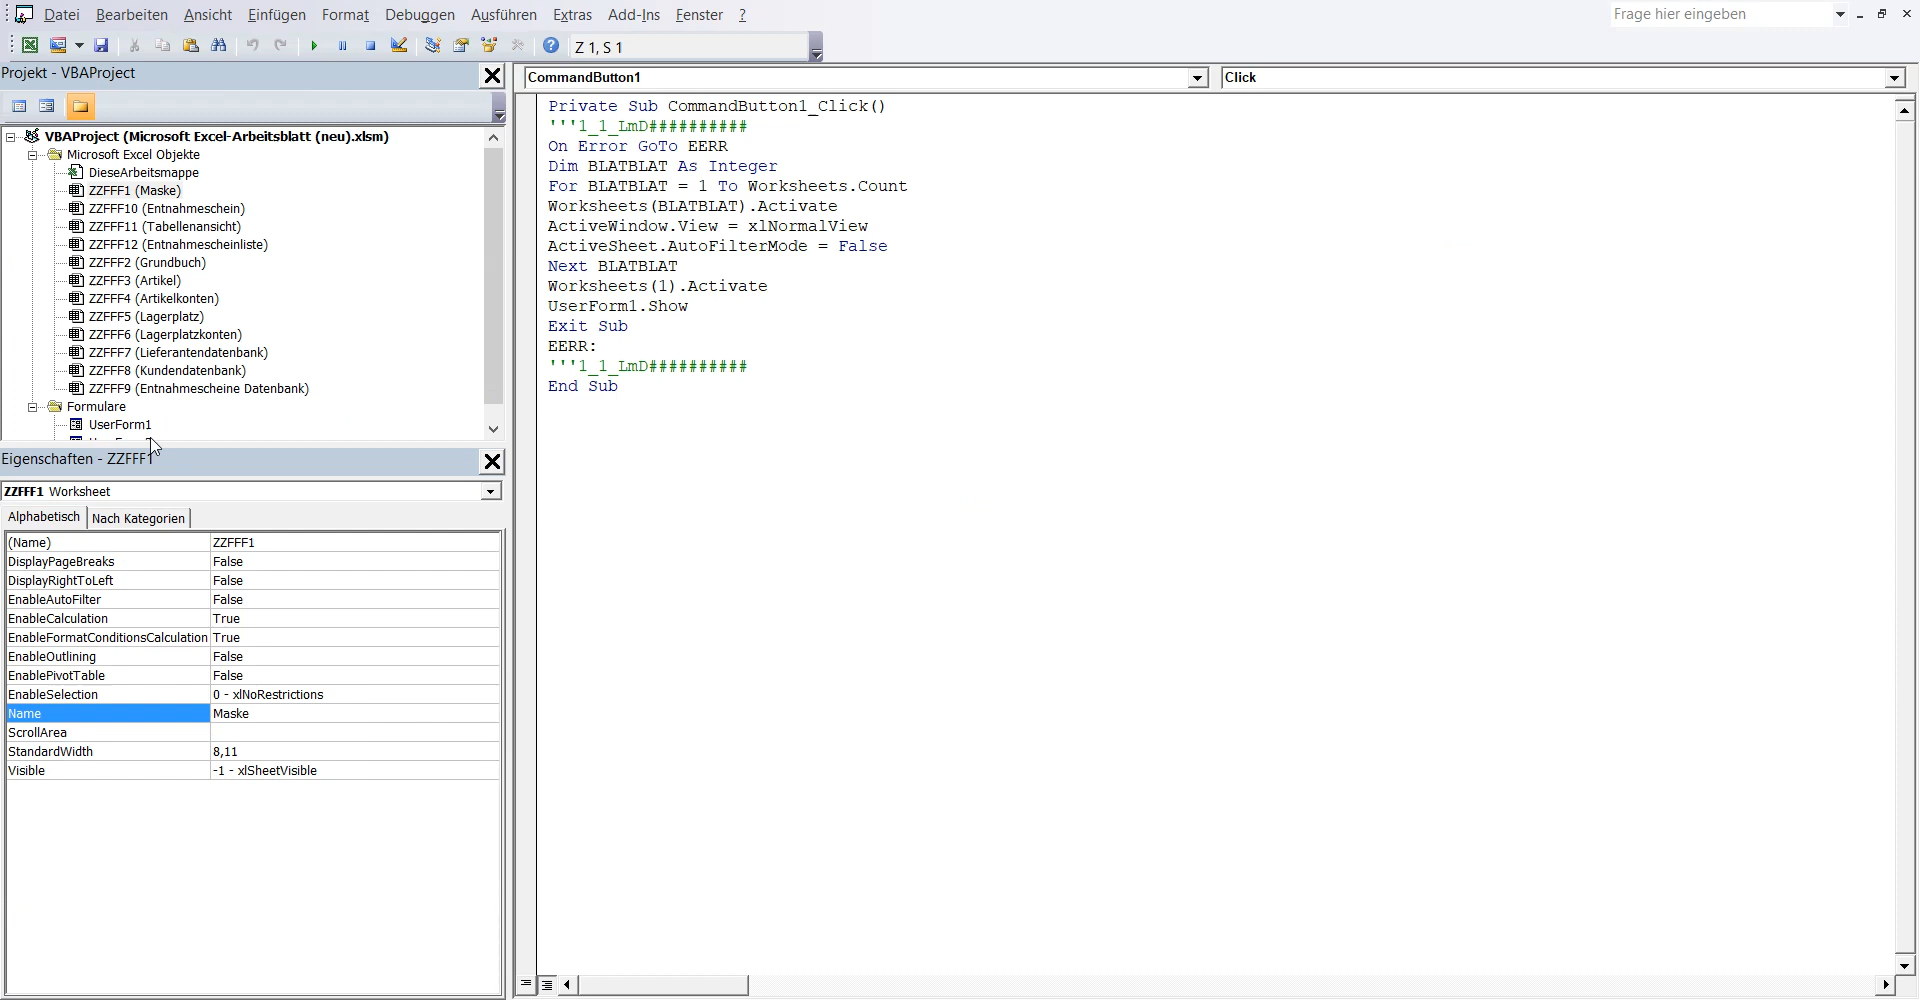 Datei Bearbeiten Ansicht Einfügen Format Debuggen Ausführen Extras Add-Ins Fenster ? Frage hier eingeben
Z 1, S 1
Projekt - VBAProject
CommandButton1 Click
VBAProject (Microsoft Excel-Arbeitsblatt (neu).xlsm)
Microsoft Excel Objekte
DieseArbeitsmappe
ZZFFF1 (Maske)
ZZFFF10 (Entnahmeschein)
ZZFFF11 (Tabellenansicht)
ZZFFF12 (Entnahmescheinliste)
ZZFFF2 (Grundbuch)
ZZFFF3 (Artikel)
ZZFFF4 (Artikelkonten)
ZZFFF5 (Lagerplatz)
ZZFFF6 (Lagerplatzkonten)
ZZFFF7 (Lieferantendatenbank)
ZZFFF8 (Kundendatenbank)
ZZFFF9 (Entnahmescheine Datenbank)
Formulare
UserForm1
Eigenschaften - ZZFFF1
ZZFFF1 Worksheet
Alphabetisch Nach Kategorien
(Name) ZZFFF1
DisplayPageBreaks False
DisplayRightToLeft False
EnableAutoFilter False
EnableCalculation True
EnableFormatConditionsCalculation True
EnableOutlining False
EnablePivotTable False
EnableSelection 0 - xlNoRestrictions
Name Maske
ScrollArea
StandardWidth 8,11
Visible -1 - xlSheetVisible
Private Sub CommandButton1_Click()
'''1_1_LmD##########
On Error GoTo EERR
Dim BLATBLAT As Integer
For BLATBLAT = 1 To Worksheets.Count
Worksheets(BLATBLAT).Activate
ActiveWindow.View = xlNormalView
ActiveSheet.AutoFilterMode = False
Next BLATBLAT
Worksheets(1).Activate
UserForm1.Show
Exit Sub
EERR:
'''1_1_LmD##########
End Sub